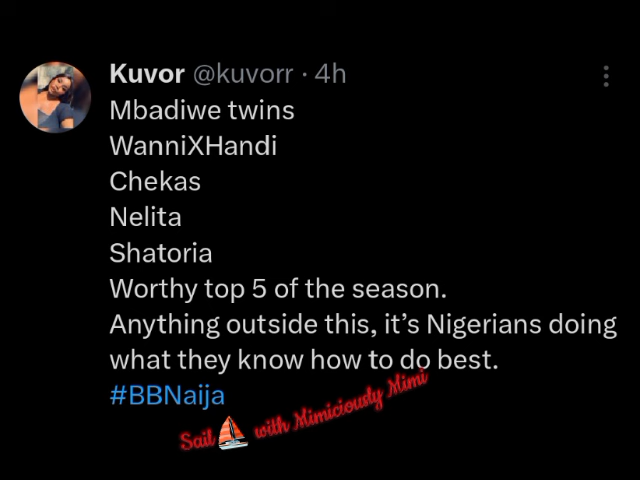 Kuvor @kuvorr · 4h
Mbadiwe twins
WanniXHandi
Chekas
Nelita
Shatoria
Worthy top 5 of the season.
Anything outside this, it’s Nigerians doing
what they know how to do best.
#BBNaija
Sail ⛵ with Mimiciously Mimi